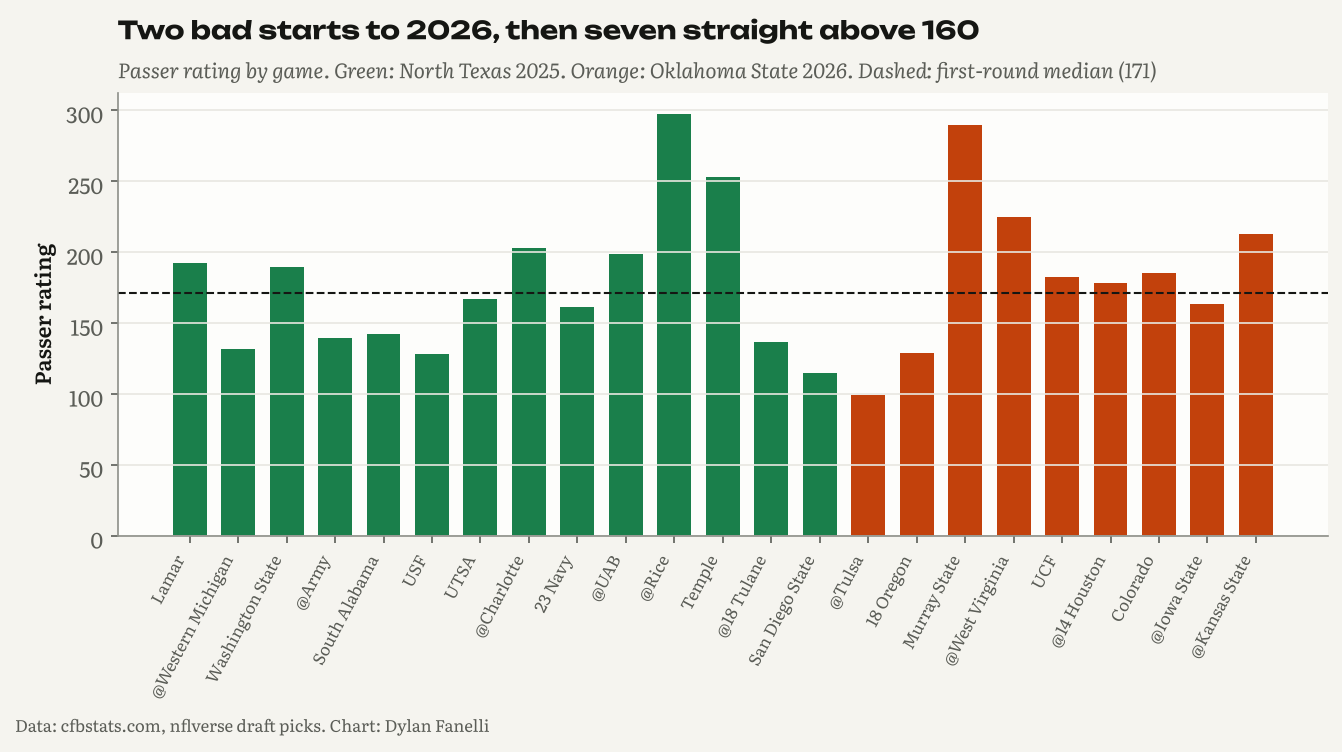 Two bad starts to 2026, then seven straight above 160
Passer rating by game. Green: North Texas 2025. Orange: Oklahoma State 2026. Dashed: first-round median (171)
Passer rating
300
250
200
150
100
50
0
Lamar
@Western Michigan
Washington State
@Army
South Alabama
USF
UTSA
@Charlotte
23 Navy
@UAB
@Rice
Temple
@18 Tulane
San Diego State
@Tulsa
18 Oregon
Murray State
@West Virginia
UCF
@14 Houston
Colorado
@Iowa State
@Kansas State
Data: cfbstats.com, nflverse draft picks. Chart: Dylan Fanelli